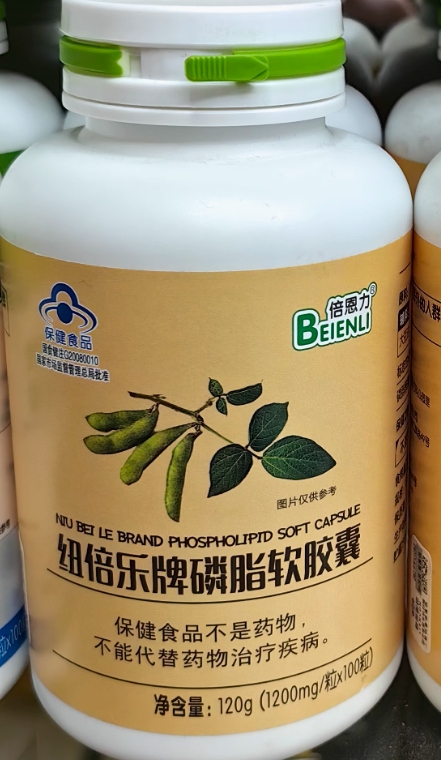 保健食品
国食健注G20080010
国家市场监督管理总局批准
倍恩力®
BEIENLI
图片仅供参考
NIU BEI LE BRAND PHOSPHOLIPID SOFT CAPSULE
纽倍乐牌磷脂软胶囊
保健食品不是药物，
不能代替药物治疗疾病。
净含量：120g (1200mg/粒x100粒)